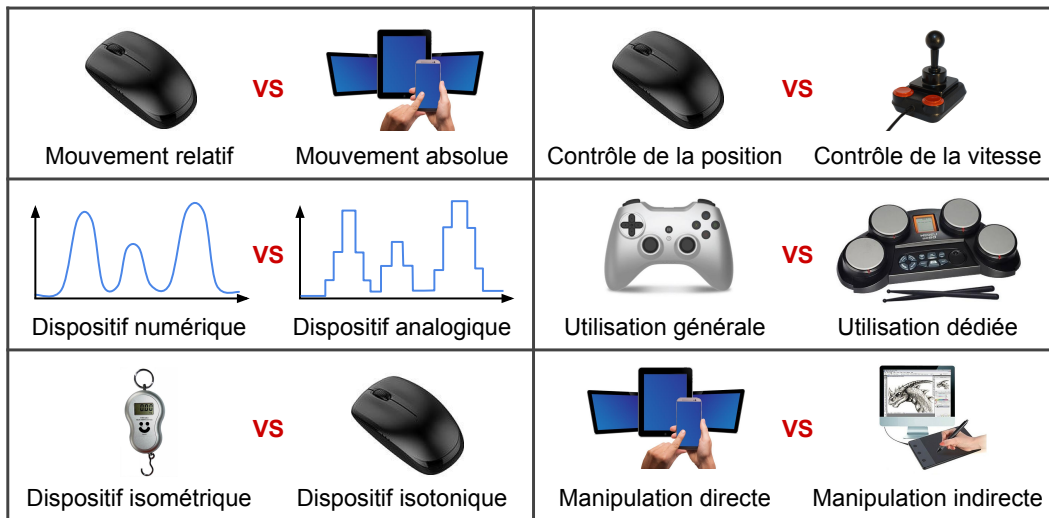 VS
Mouvement relatif
Mouvement absolue
VS
Contrôle de la position
Contrôle de la vitesse
VS
Dispositif numérique
Dispositif analogique
VS
Utilisation générale
Utilisation dédiée
VS
Dispositif isométrique
Dispositif isotonique
VS
Manipulation directe
Manipulation indirecte